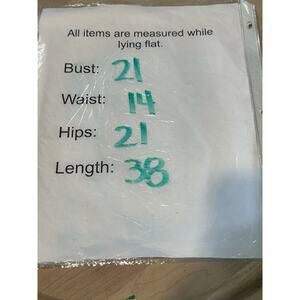 All items are measured while
lying flat.
Bust: 21
Waist: 14
Hips: 21
Length: 38